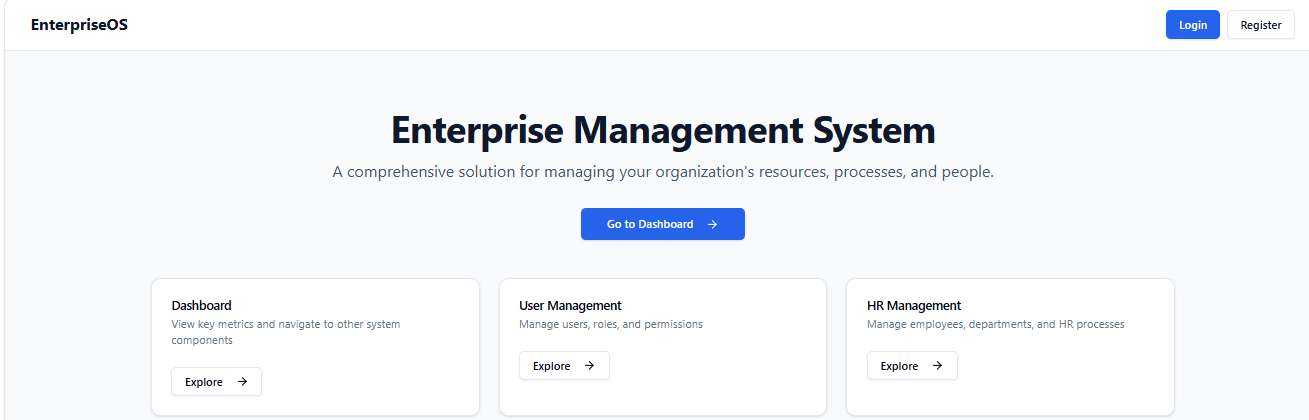 EnterpriseOS
Login
Register
Enterprise Management System
A comprehensive solution for managing your organization's resources, processes, and people.
Go to Dashboard
Dashboard
View key metrics and navigate to other system
components
Explore
User Management
Manage users, roles, and permissions
Explore
HR Management
Manage employees, departments, and HR processes
Explore